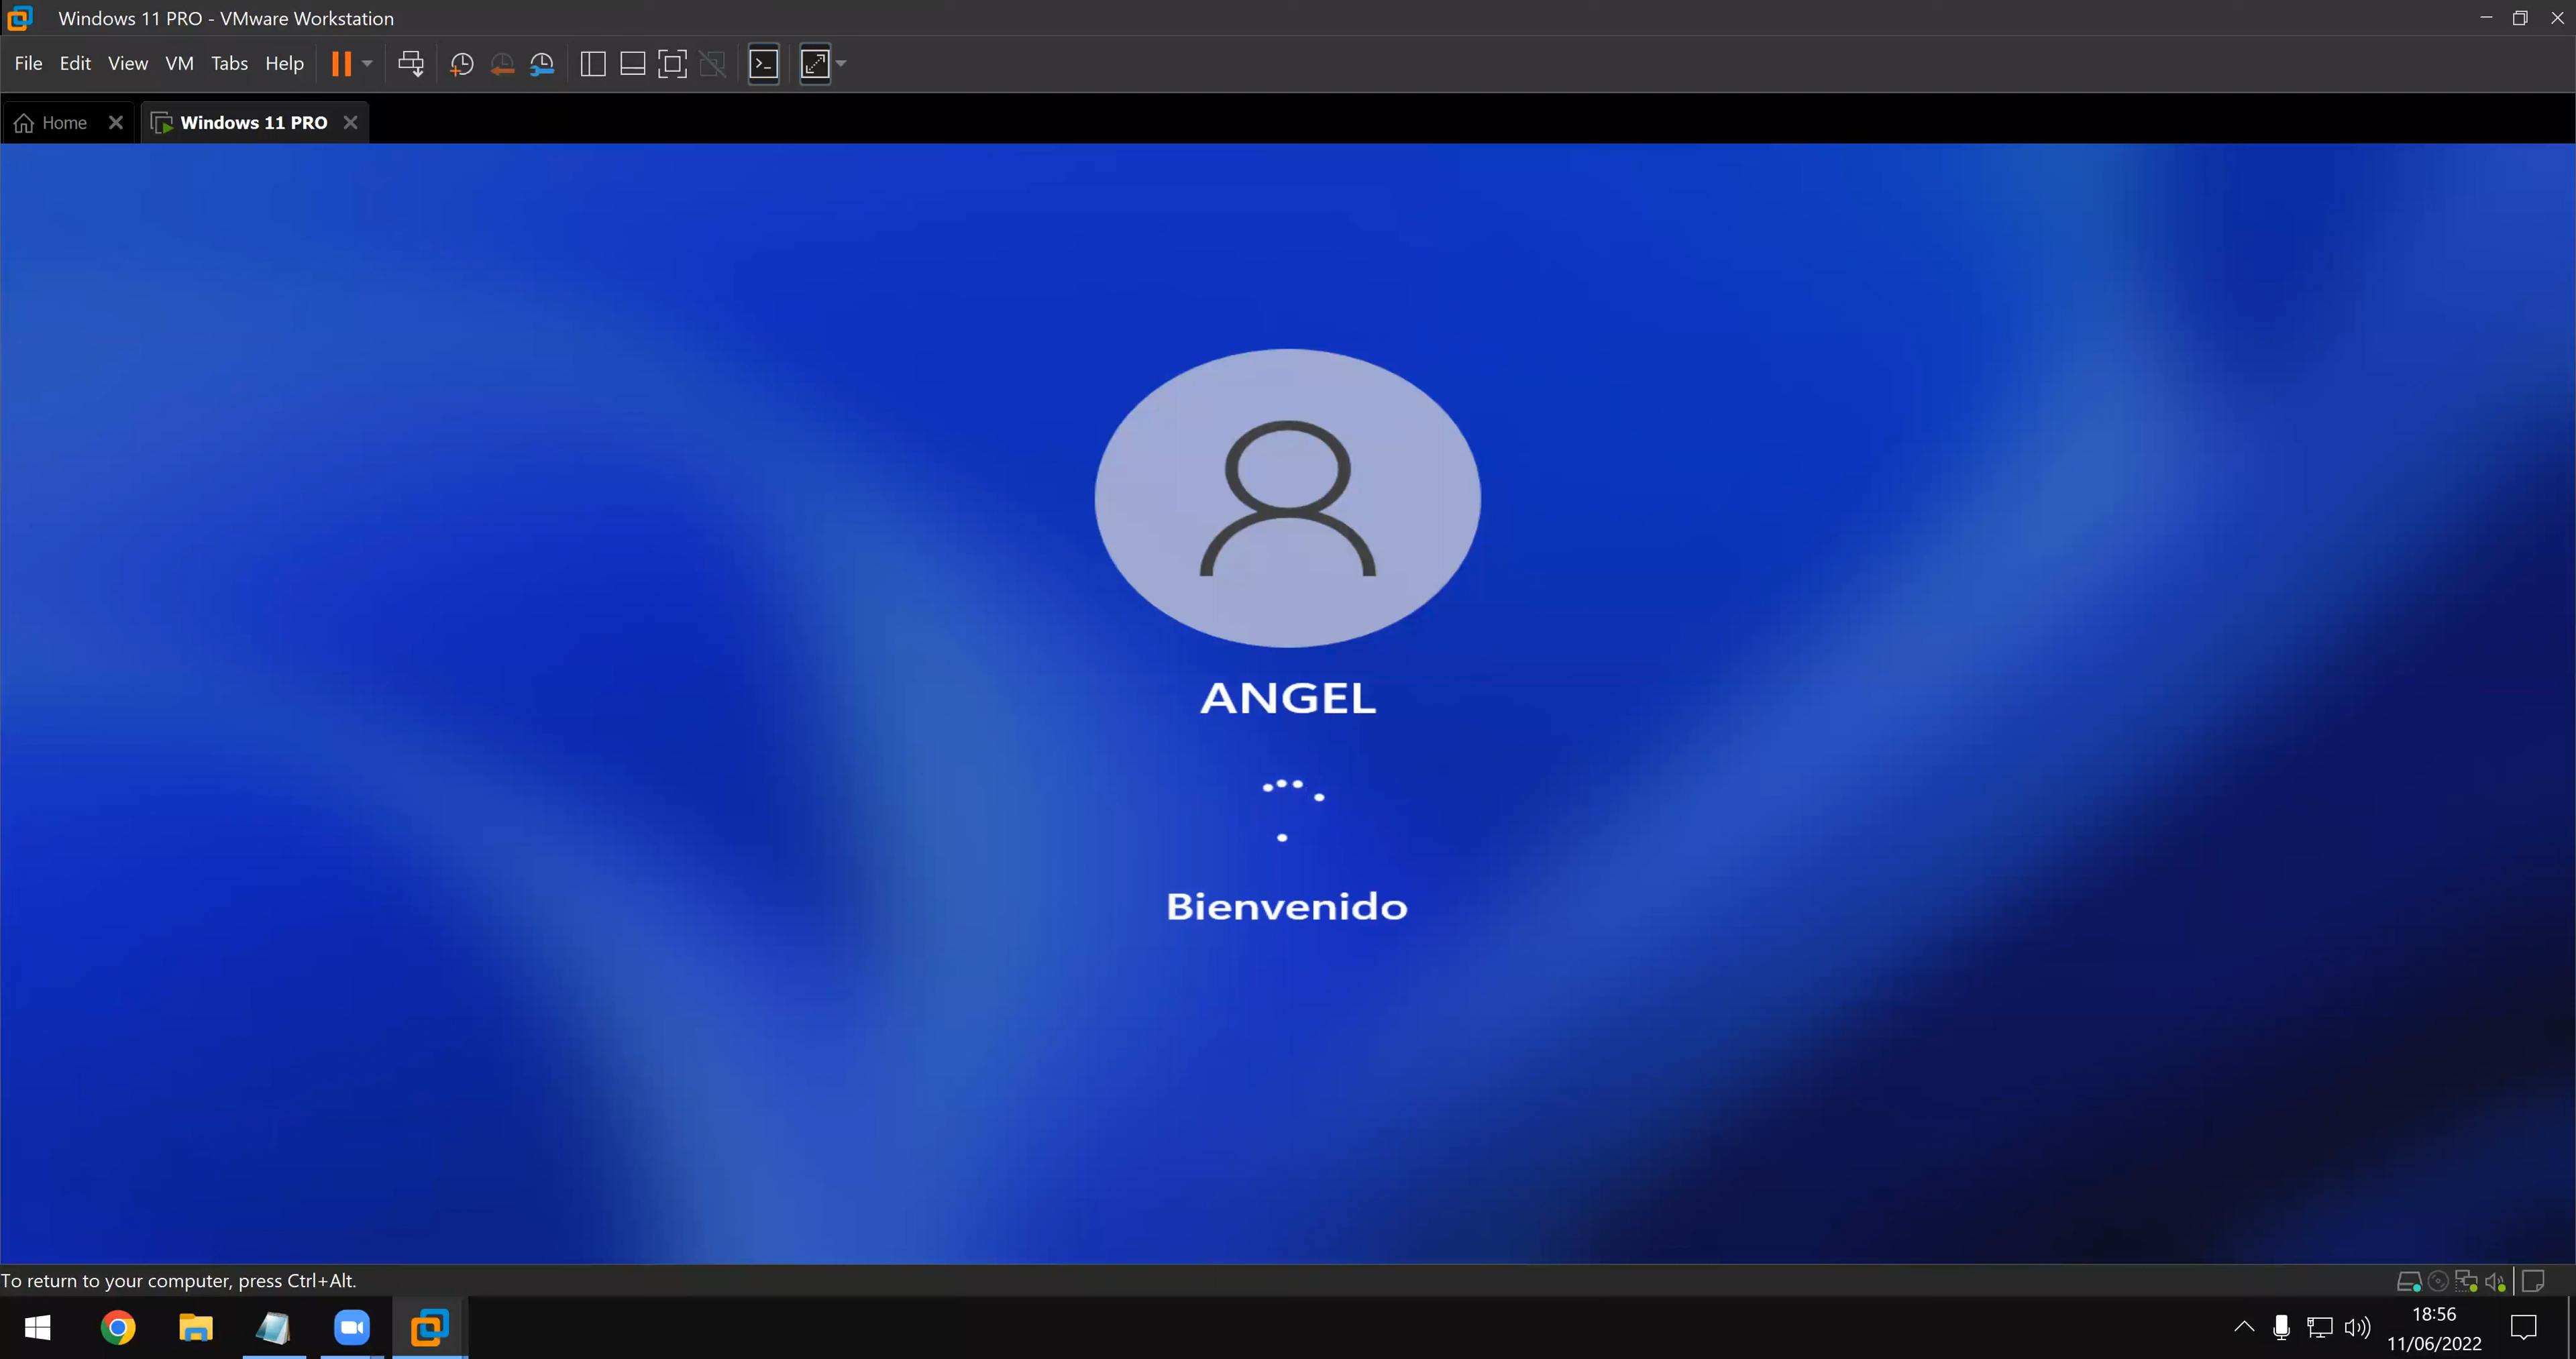 Windows 11 PRO - VMware Workstation
File Edit View VM Tabs Help
Home Windows 11 PRO
ANGEL
Bienvenido
To return to your computer, press Ctrl+Alt.
18:56
11/06/2022